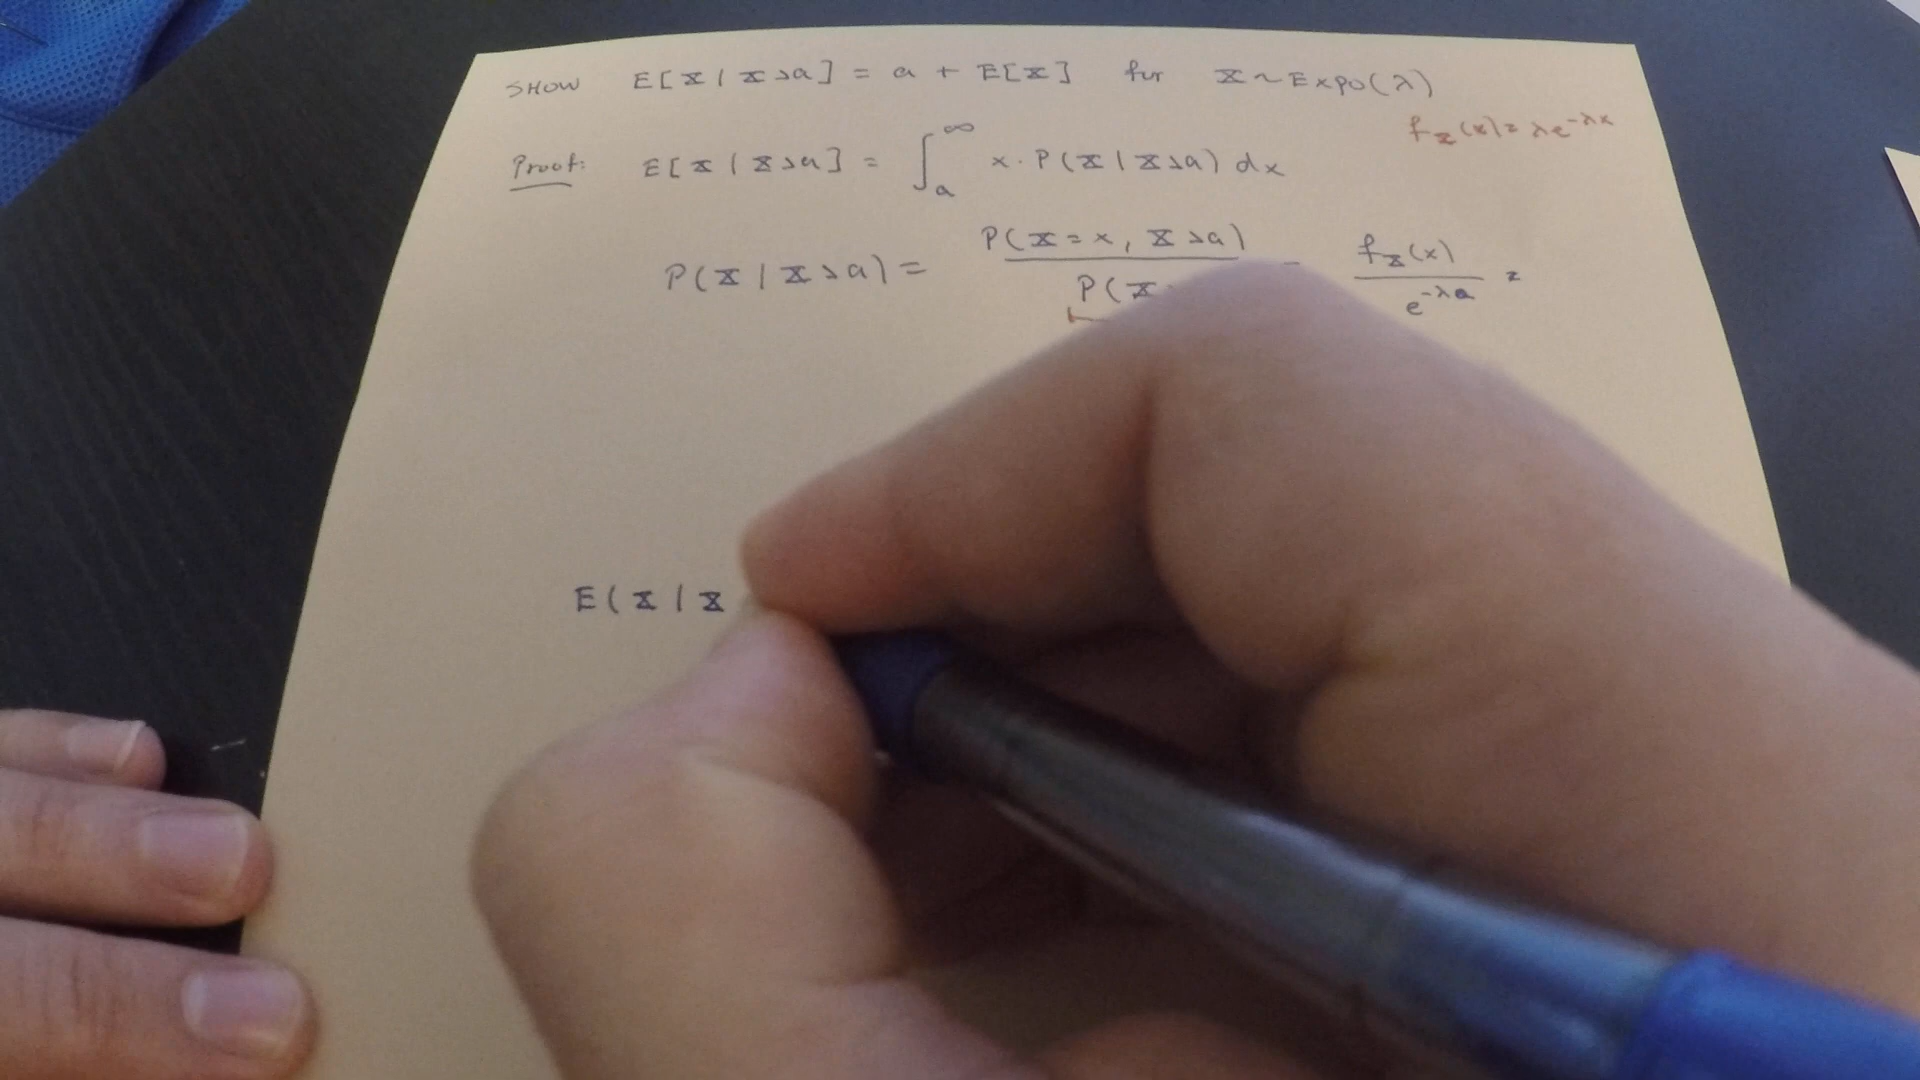 SHOW E[X | X>a] = a + E[X] for X ~ Expo(λ)
f_X(x) = λe^-λx
Proof: E[X | X>a] = ∫_a^∞ x · P(X | X>a) dx
P(X | X>a) = P(X=x, X>a) / P(X = f_X(x) / e^-λa =
E(X | X